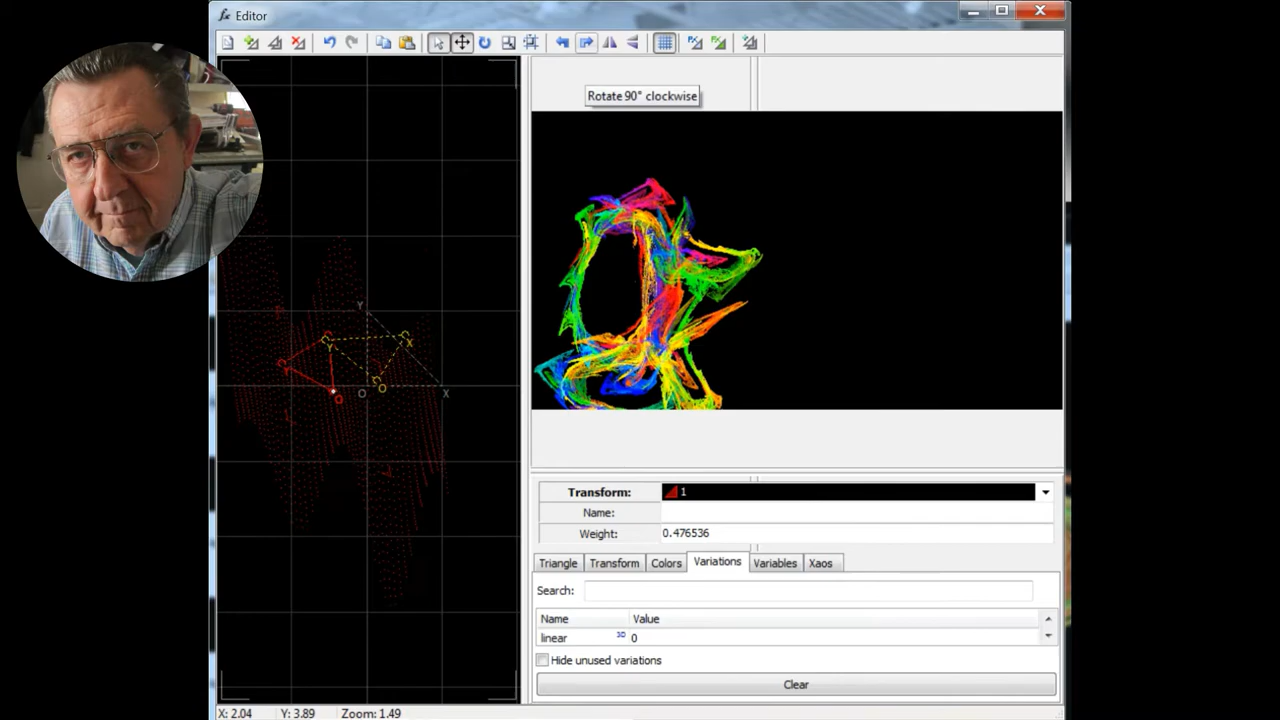 Editor
Rotate 90° clockwise
Y
X
Y
X
O
O
O
X
Transform: 1
Name:
Weight: 0.476536
Triangle Transform Colors Variations Variables Xaos
Search:
Name Value
linear 3D 0
Hide unused variations
Clear
X: 2.04 Y: 3.89 Zoom: 1.49